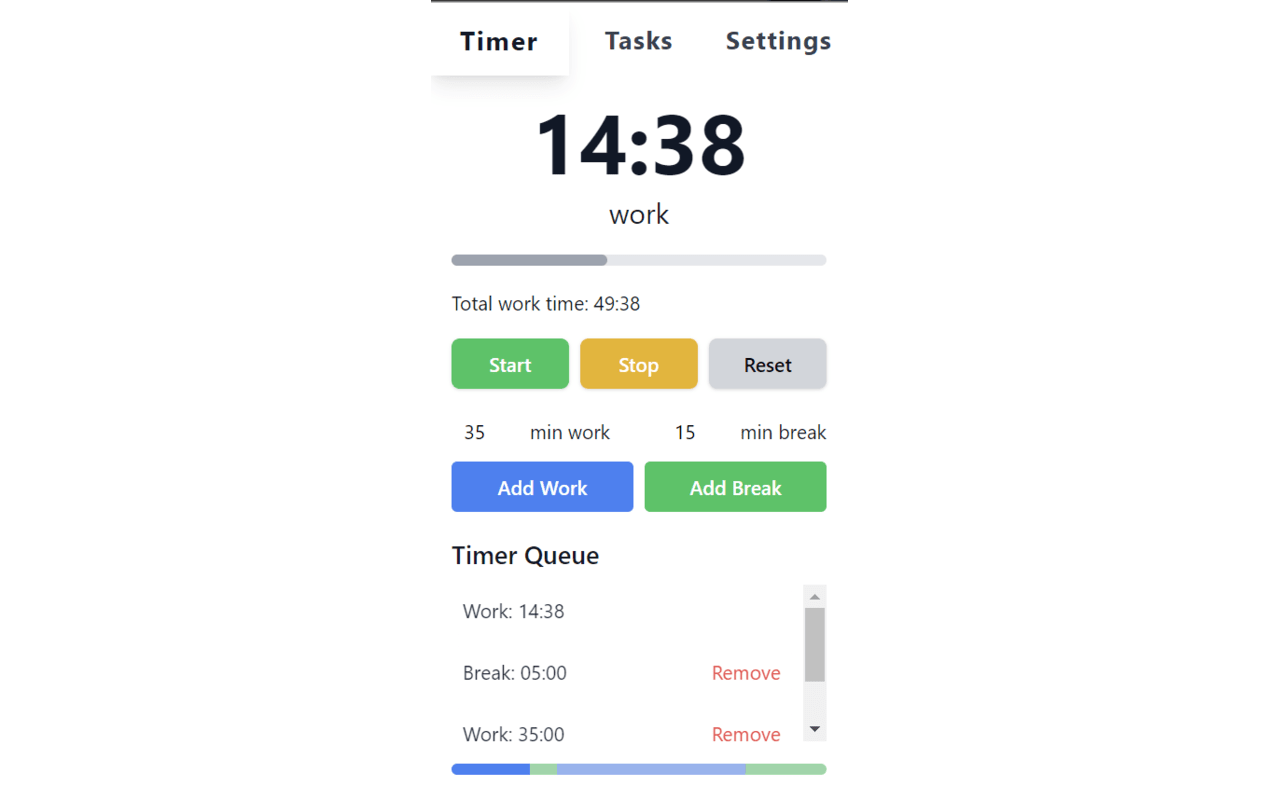 Timer Tasks Settings
14:38
work
Total work time: 49:38
Start Stop Reset
35 min work 15 min break
Add Work Add Break
Timer Queue
Work: 14:38
Break: 05:00 Remove
Work: 35:00 Remove